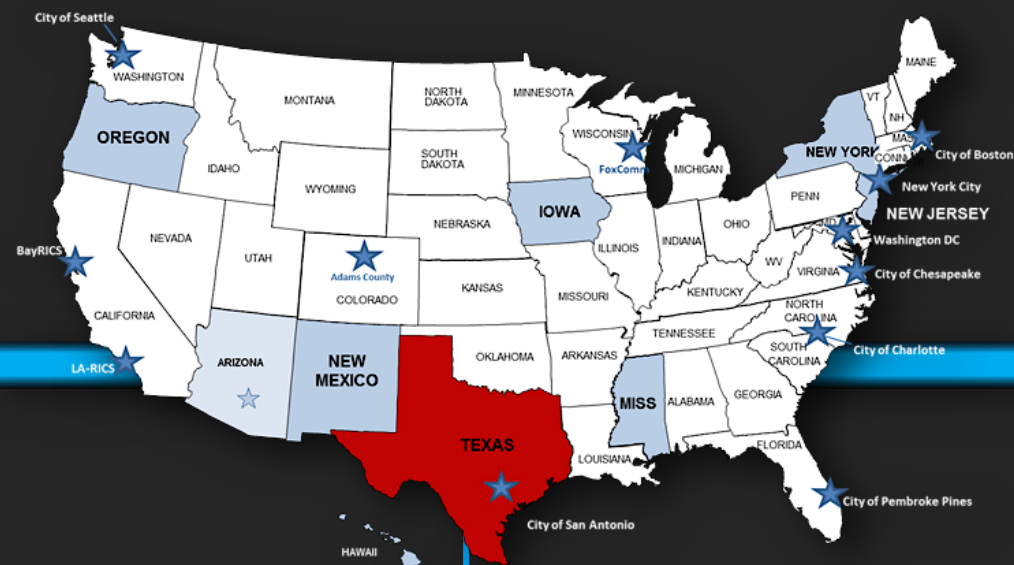 City of Seattle
WASHINGTON
OREGON
MONTANA
IDAHO
WYOMING
NORTH
DAKOTA
SOUTH
DAKOTA
MINNESOTA
WISCONSIN
FoxComm
MICHIGAN
MAINE
VT
NH
MAS
CONN
City of Boston
NEW YORK
New York City
NEW JERSEY
PENN
Washington DC
BayRICS
NEVADA
UTAH
Adams County
COLORADO
NEBRASKA
IOWA
ILLINOIS
INDIANA
OHIO
WV
VIRGINIA
City of Chesapeake
KANSAS
MISSOURI
KENTUCKY
CALIFORNIA
LA-RICS
ARIZONA
NEW
MEXICO
OKLAHOMA
ARKANSAS
TENNESSEE
NORTH
CAROLINA
SOUTH
CAROLINA
City of Charlotte
TEXAS
MISS
ALABAMA
GEORGIA
LOUISIANA
FLORIDA
City of San Antonio
City of Pembroke Pines
HAWAII